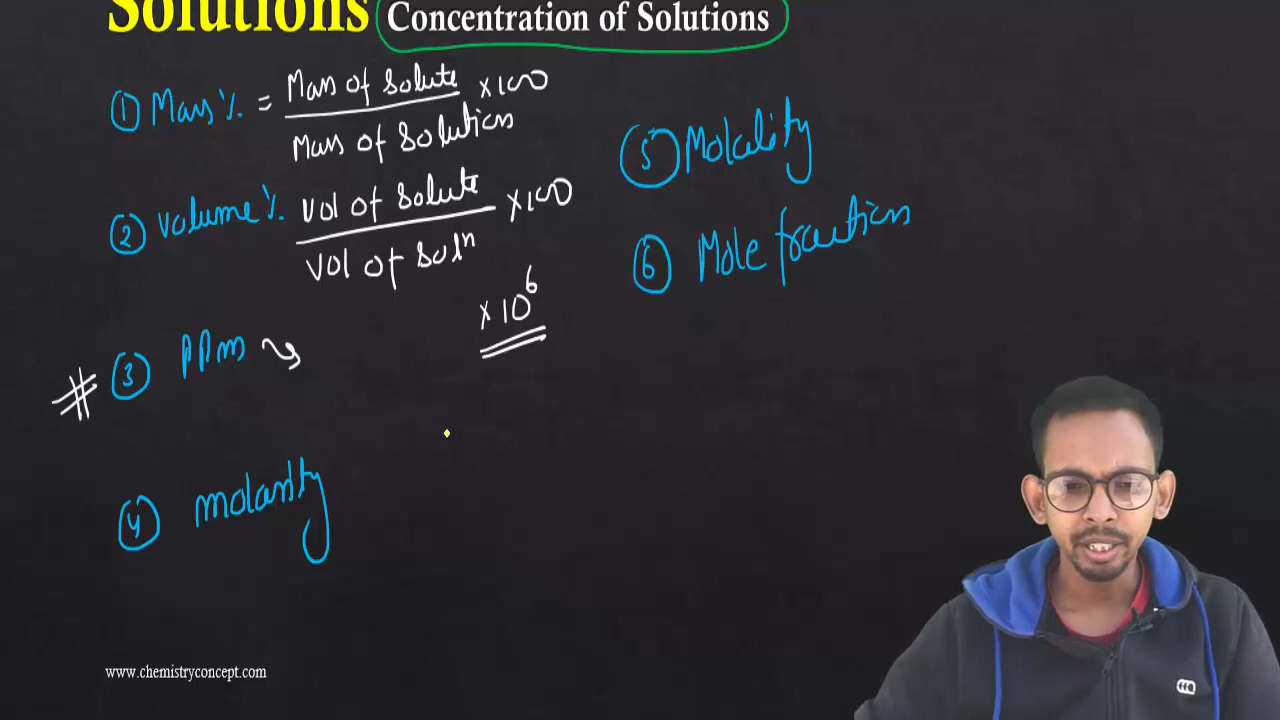 Solutions Concentration of Solutions
① Mass % = Mass of Solute / Mass of Solution ×100
② Volume % Vol of Solute / Vol of Solⁿ ×100
×10⁶
# ③ PPm
④ molarity
⑤ Molality
⑥ Mole fraction
www.chemistryconcept.com